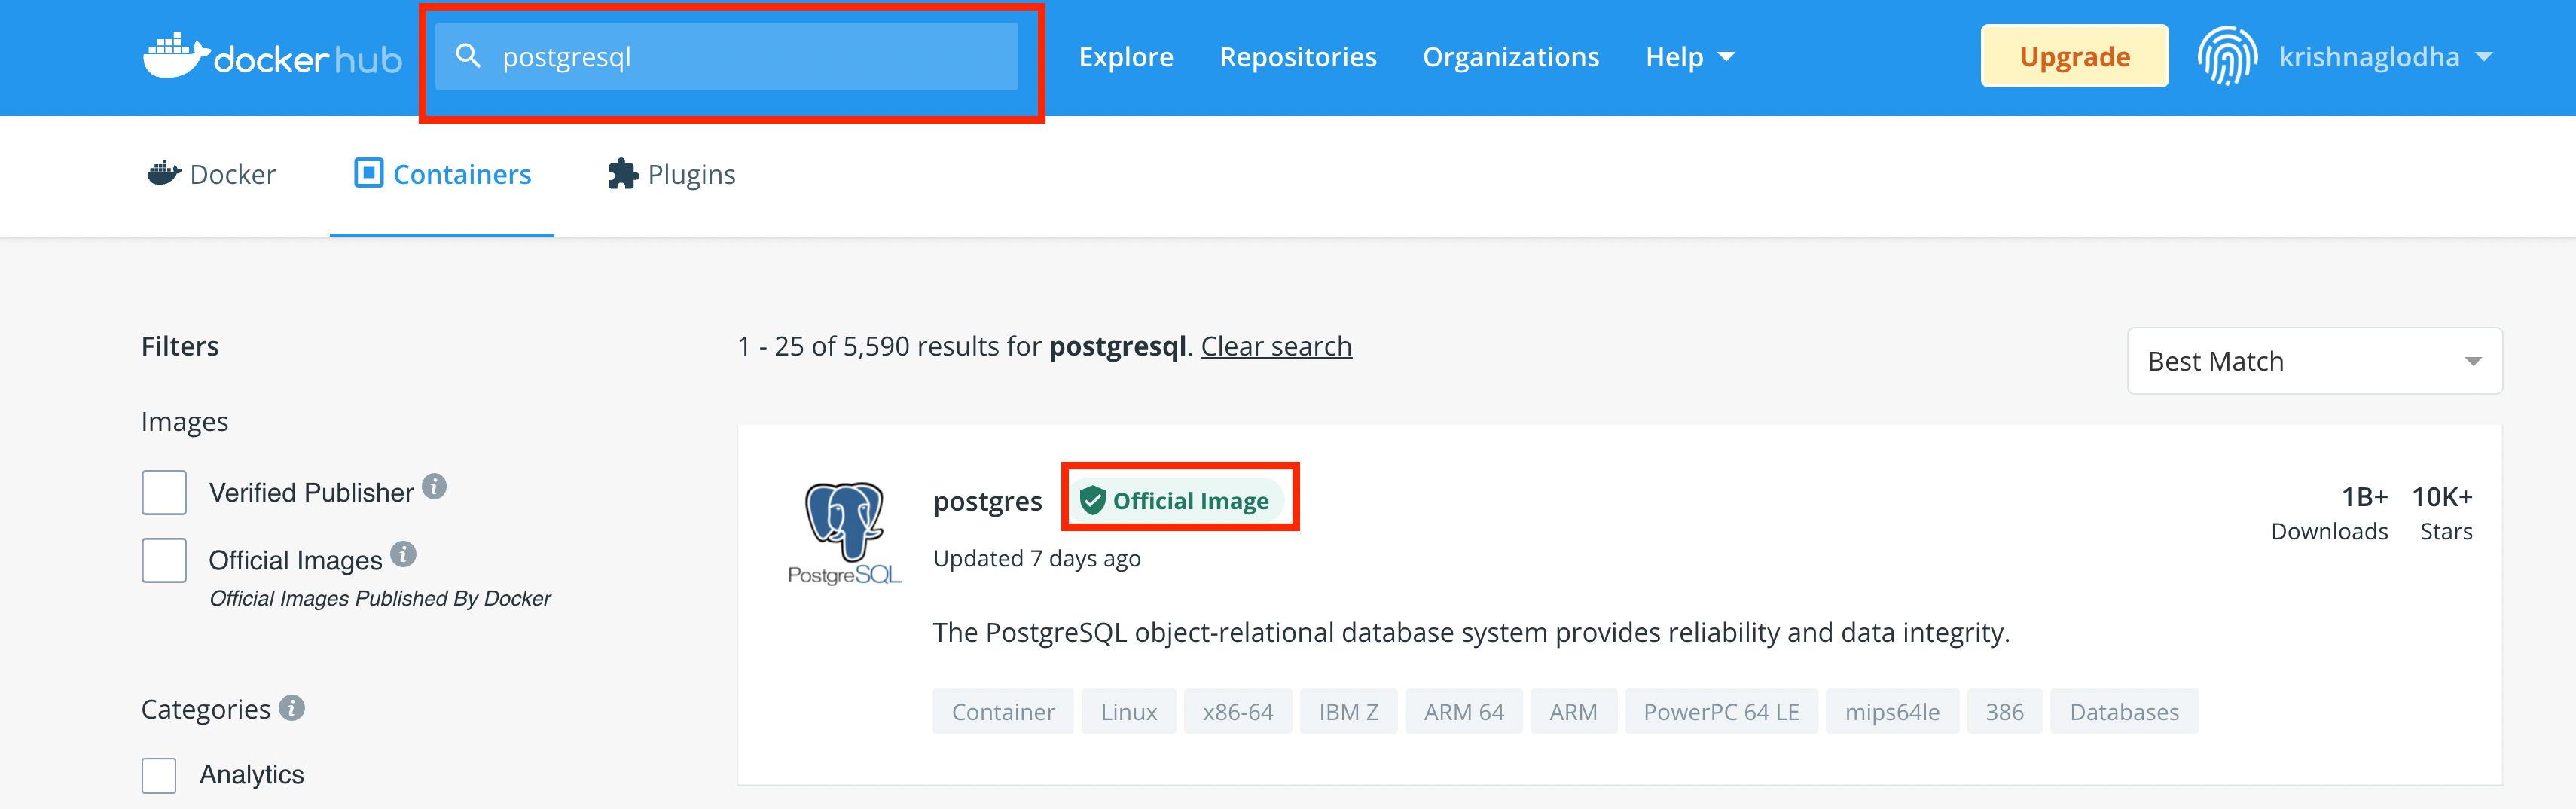 dockerhub postgresql Explore Repositories Organizations Help Upgrade krishnaglodha
Docker Containers Plugins
Filters
Images
Verified Publisher
Official Images
Official Images Published By Docker
Categories
Analytics
1 - 25 of 5,590 results for postgresql. Clear search
Best Match
PostgreSQL
postgres Official Image
Updated 7 days ago
1B+ 10K+
Downloads Stars
The PostgreSQL object-relational database system provides reliability and data integrity.
Container Linux x86-64 IBM Z ARM 64 ARM PowerPC 64 LE mips64le 386 Databases